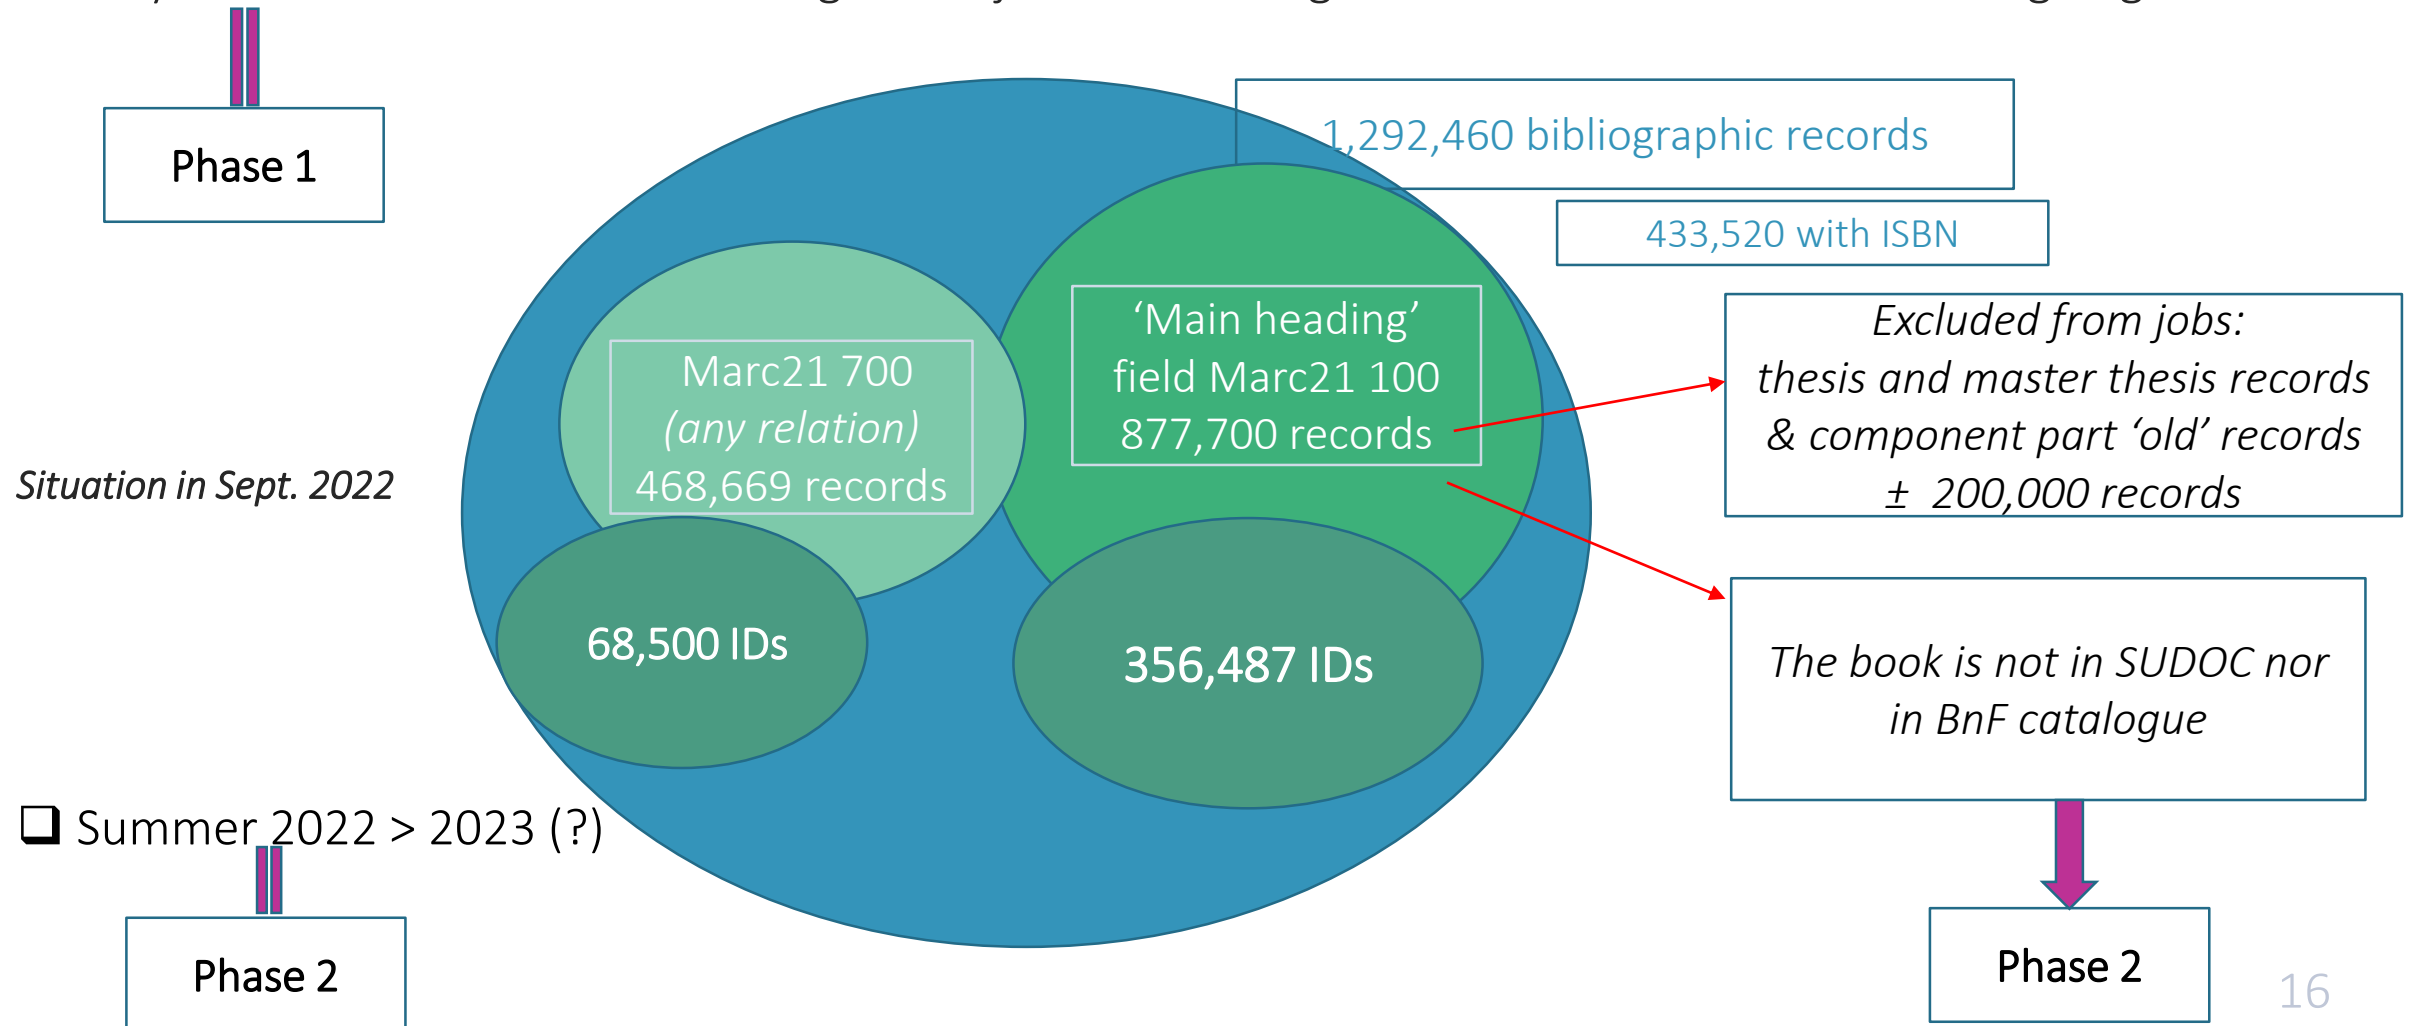 Phase 1
1,292,460 bibliographic records
433,520 with ISBN
‘Main heading’
field Marc21 100
877,700 records
Marc21 700
(any relation)
468,669 records
Excluded from jobs:
thesis and master thesis records
& component part ‘old’ records
± 200,000 records
Situation in Sept. 2022
68,500 IDs
356,487 IDs
The book is not in SUDOC nor
in BnF catalogue
❑ Summer 2022 > 2023 (?)
Phase 2
Phase 2
16